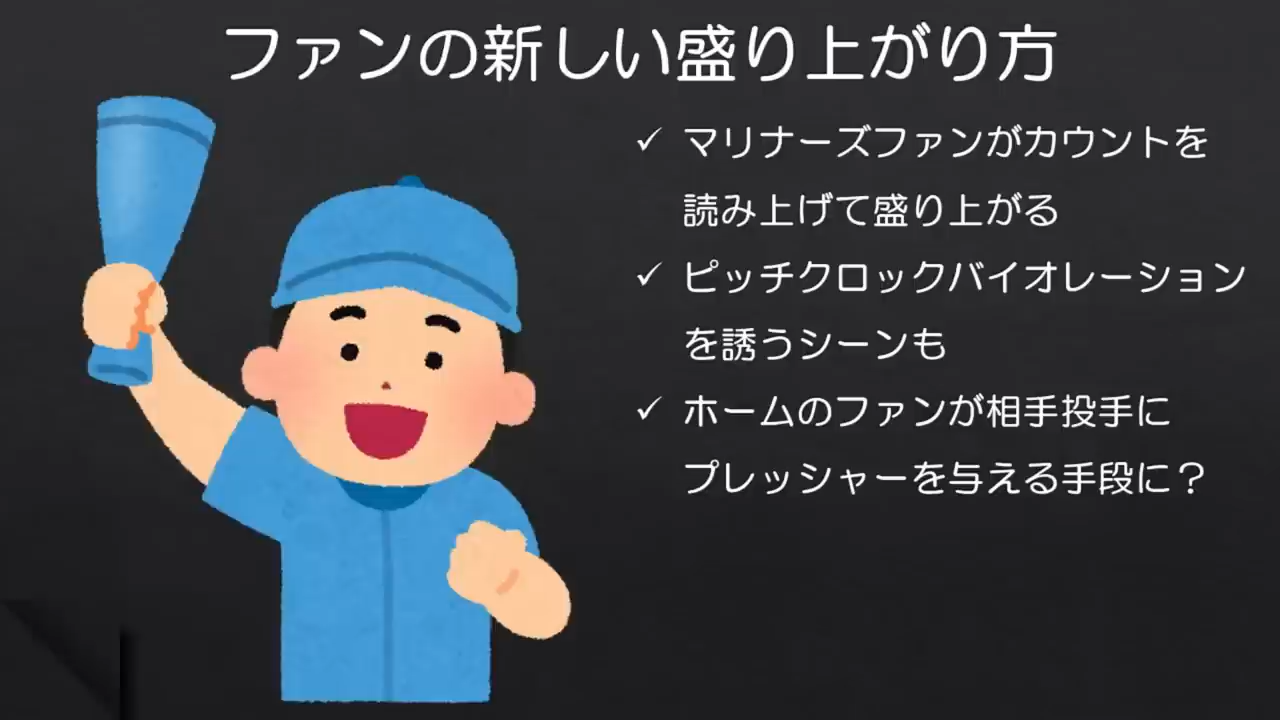 ファンの新しい盛り上がり方
✓ マリナーズファンがカウントを
読み上げて盛り上がる
✓ ピッチクロックバイオレーション
を誘うシーンも
✓ ホームのファンが相手投手に
プレッシャーを与える手段に？